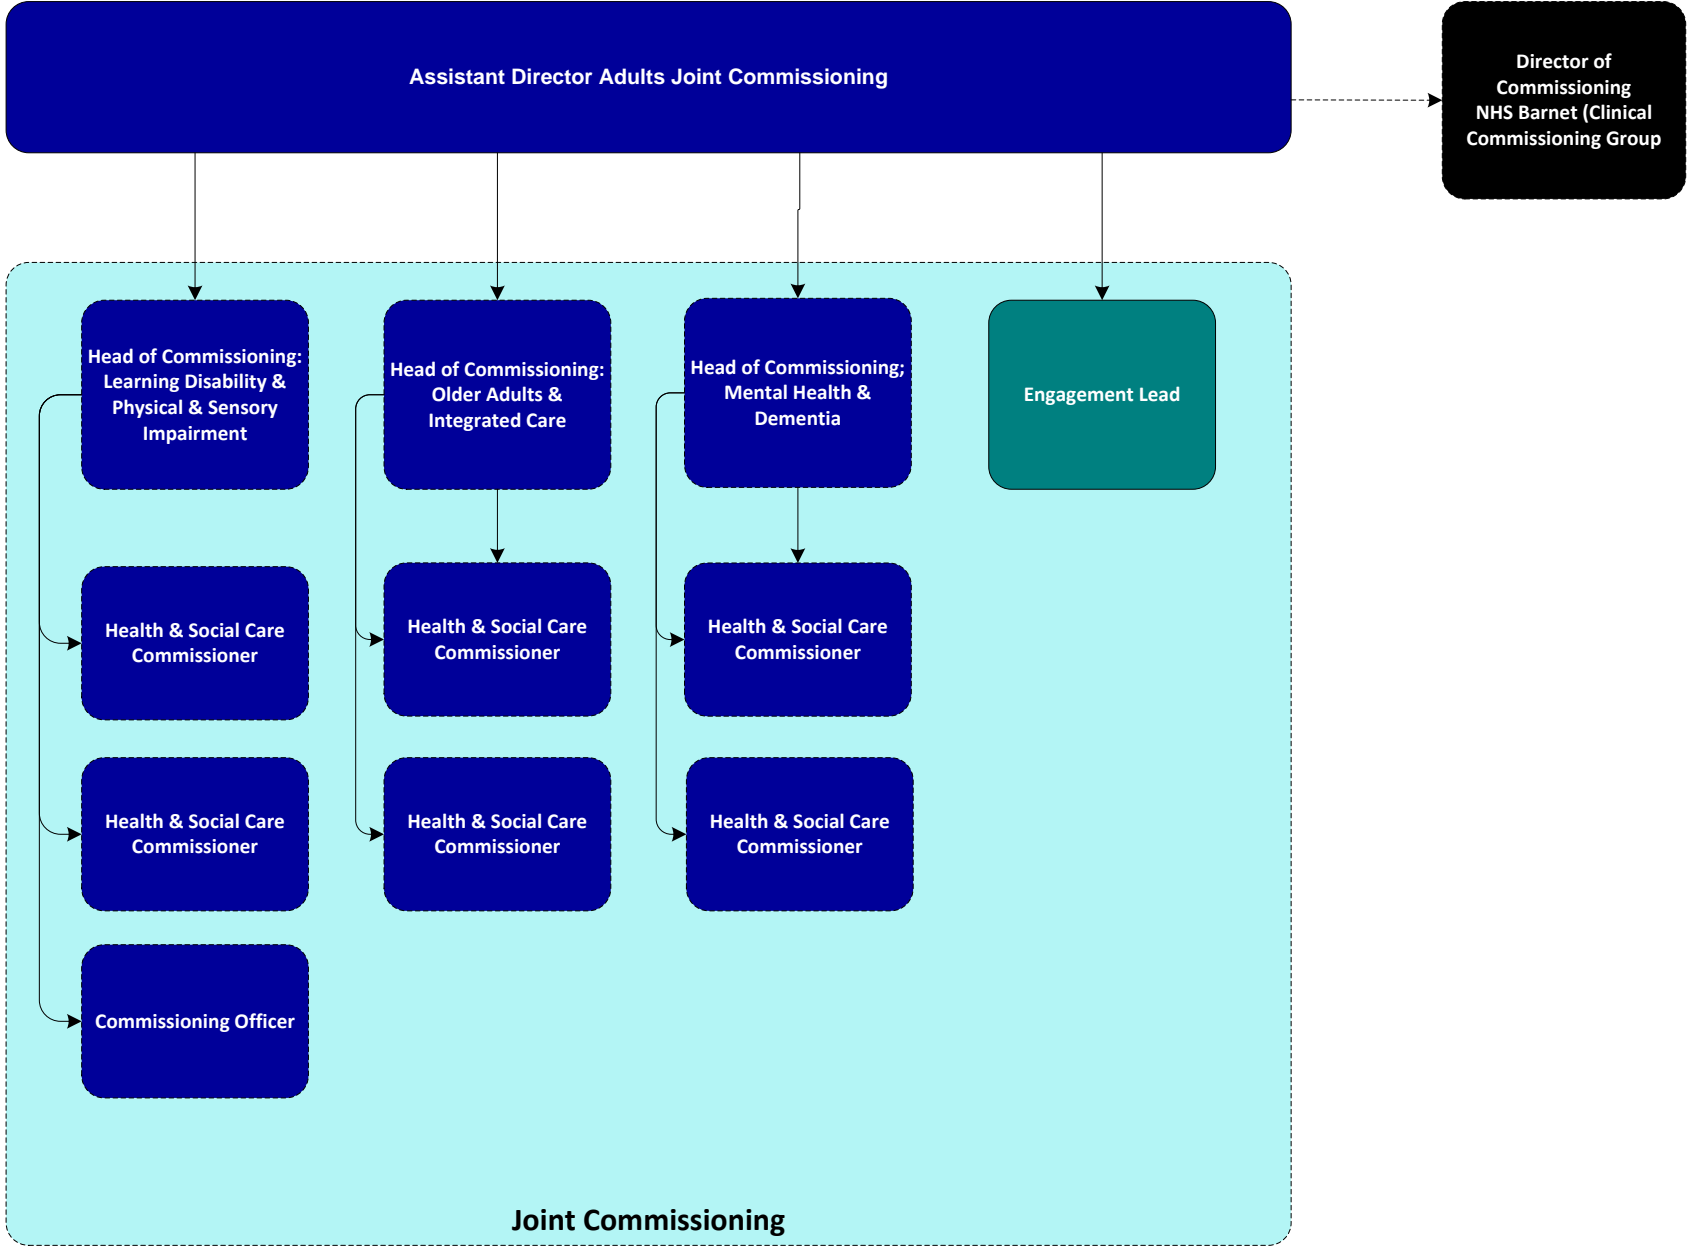 Assistant Director Adults Joint Commissioning
Director of
Commissioning
NHS Barnet (Clinical
Commissioning Group
Head of Commissioning:
Learning Disability &
Physical & Sensory
Impairment
Head of Commissioning:
Older Adults &
Integrated Care
Head of Commissioning;
Mental Health &
Dementia
Engagement Lead
Health & Social Care
Commissioner
Health & Social Care
Commissioner
Health & Social Care
Commissioner
Health & Social Care
Commissioner
Health & Social Care
Commissioner
Health & Social Care
Commissioner
Commissioning Officer
Joint Commissioning